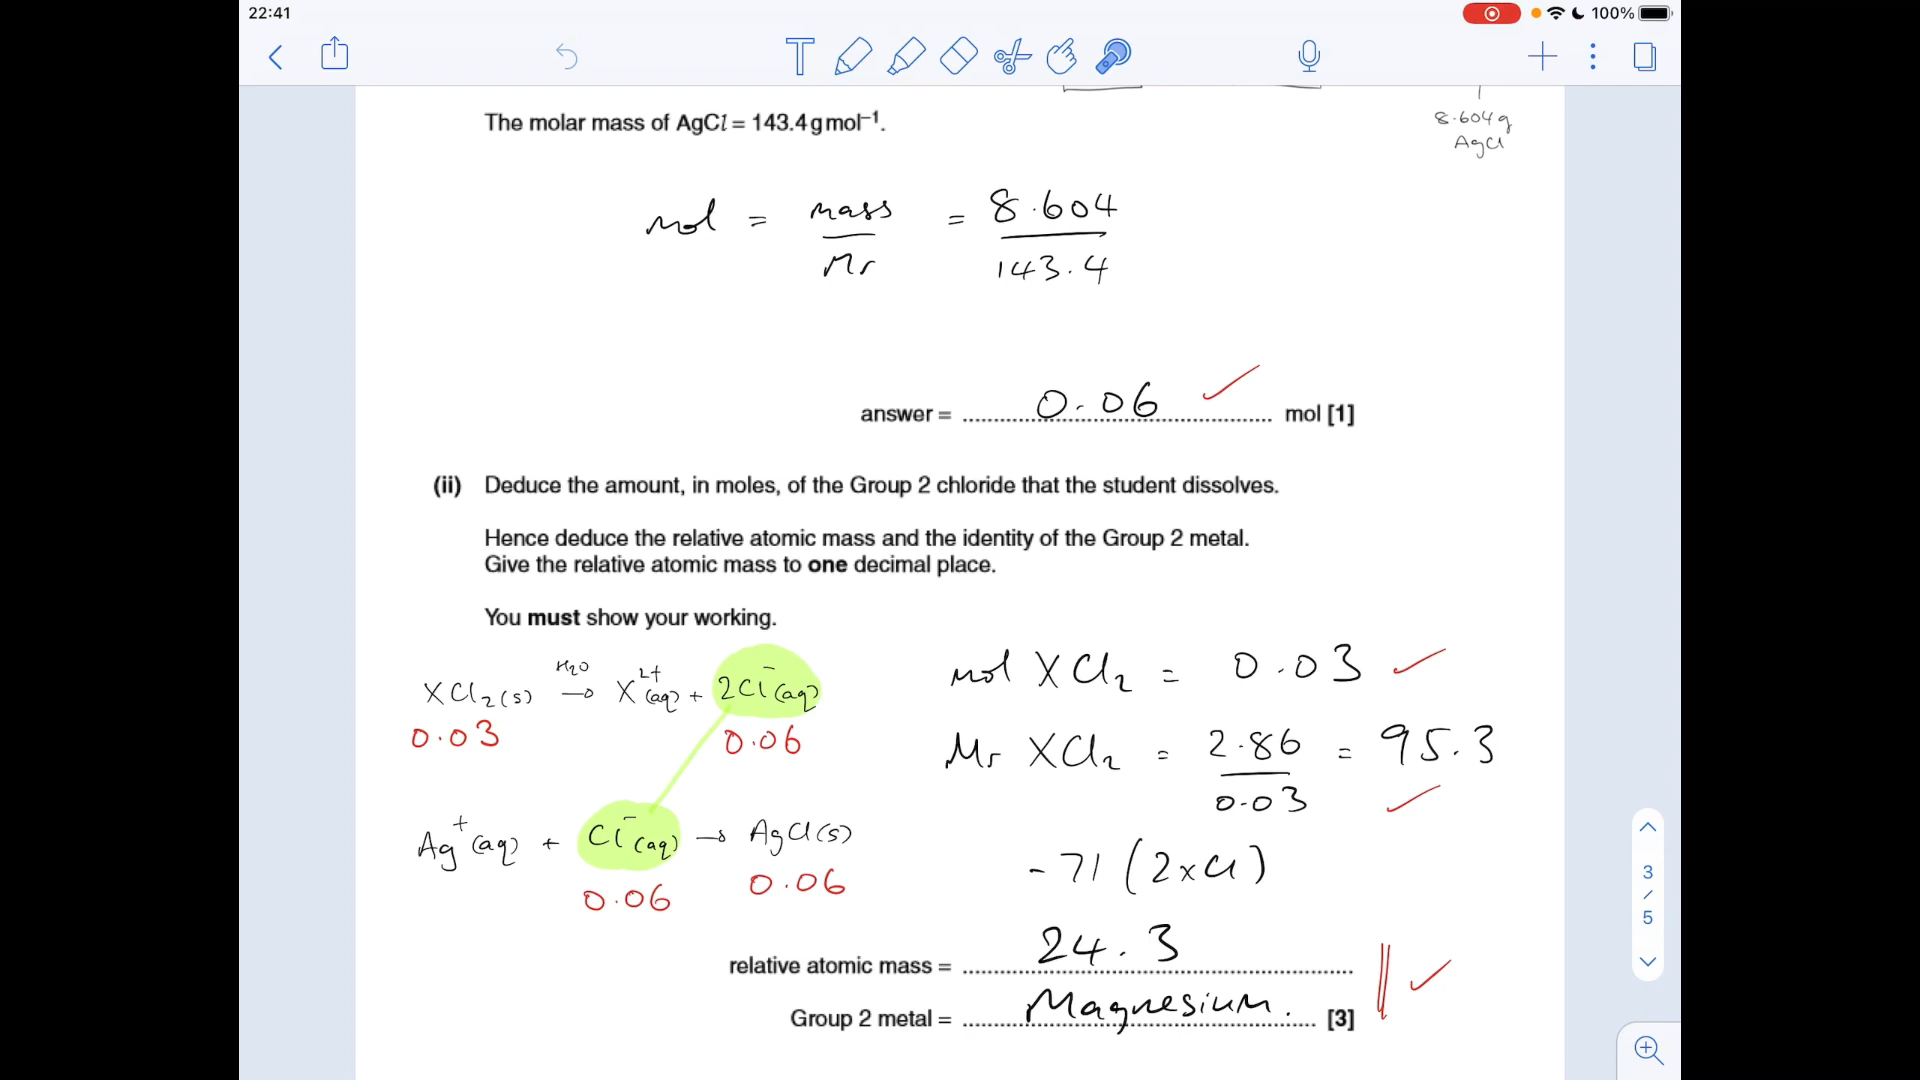 22:41
100%
The molar mass of AgCl = 143.4 g mol⁻¹.
8.604g
AgCl
mol = mass / Mr = 8.604 / 143.4
answer = 0.06 mol [1]
(ii) Deduce the amount, in moles, of the Group 2 chloride that the student dissolves.
Hence deduce the relative atomic mass and the identity of the Group 2 metal.
Give the relative atomic mass to one decimal place.
You must show your working.
XCl₂(s) H₂O → X²⁺(aq) + 2Cl⁻(aq)
0.03 0.06
Ag⁺(aq) + Cl⁻(aq) → AgCl(s)
0.06 0.06
mol XCl₂ = 0.03
Mr XCl₂ = 2.86 / 0.03 = 95.3
-71 (2xCl)
relative atomic mass = 24.3
Group 2 metal = Magnesium. [3]
3
/
5